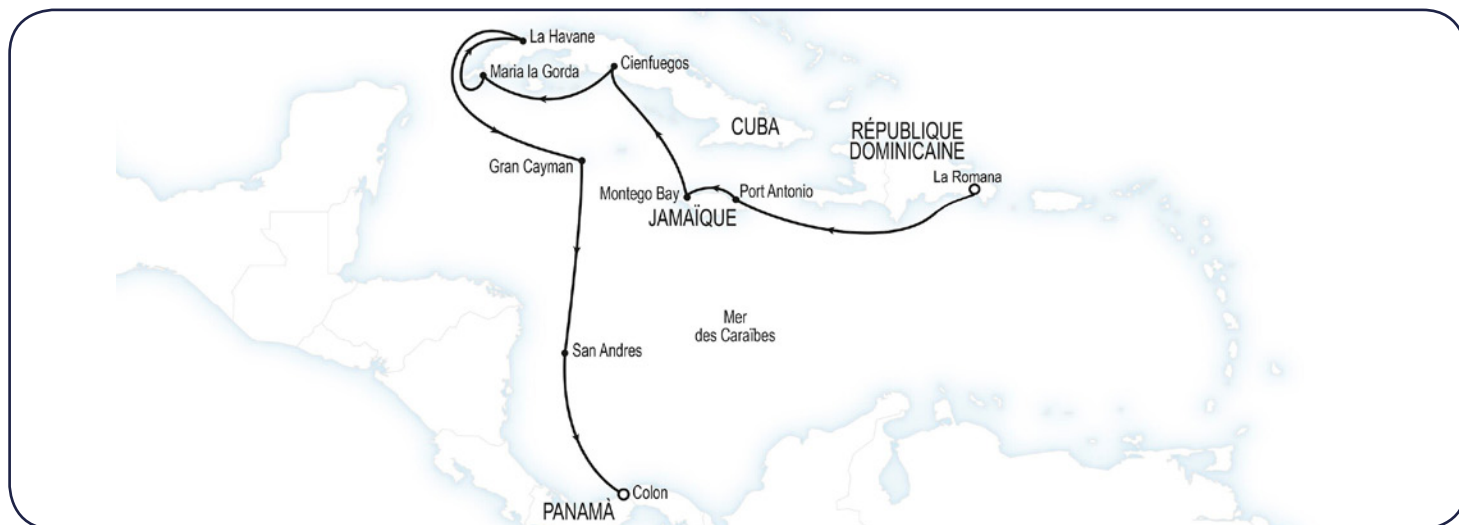 La Havane
Maria la Gorda
Cienfuegos
CUBA
RÉPUBLIQUE
DOMINICAINE
La Romana
Gran Cayman
Montego Bay
Port Antonio
JAMAÏQUE
Mer
des Caraïbes
San Andres
Colon
PANAMÀ